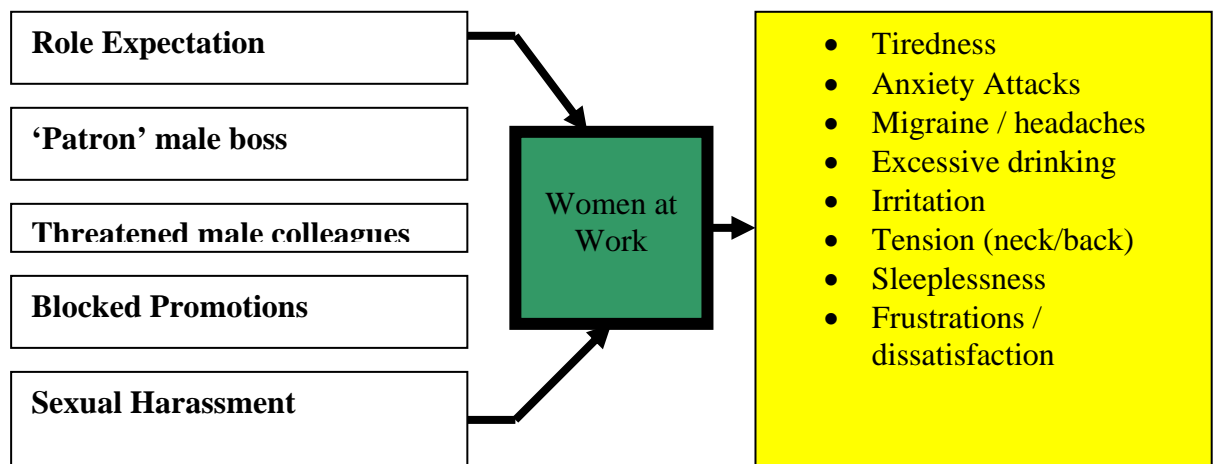 Role Expectation
‘Patron’ male boss
Threatened male colleagues
Blocked Promotions
Sexual Harassment
Women at
Work
• Tiredness
• Anxiety Attacks
• Migraine / headaches
• Excessive drinking
• Irritation
• Tension (neck/back)
• Sleeplessness
• Frustrations /
dissatisfaction